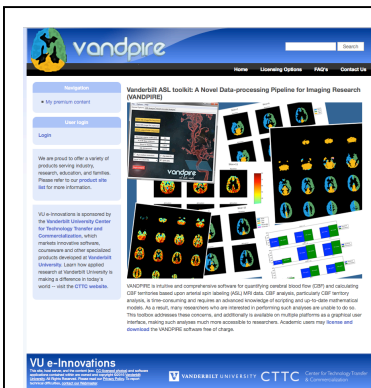 vandpire
Search
Home Licensing Options FAQ's Contact Us
Navigation
My premium content
User login
Login
We are proud to offer a variety of
products serving industry,
research, education, and families.
Please refer to our product site
list for more information.
VU e-Innovations is sponsored by
the Vanderbilt University Center
for Technology Transfer and
Commercialization, which
markets innovative software,
courseware and other specialized
products developed at Vanderbilt
University. Learn how applied
research at Vanderbilt University is
making a difference in today's
world -- visit the CTTC website.
Vanderbilt ASL toolkit: A Novel Data-processing Pipeline for Imaging Research
(VANDPIRE)
vandpire
VANDPIRE is intuitive and comprehensive software for quantifying cerebral blood flow (CBF) and calculating
CBF territories based upon arterial spin labeling (ASL) MRI data. CBF analysis, particularly CBF territory
analysis, is time-consuming and requires an advanced knowledge of scripting and up-to-date mathematical
models. As a result, many researchers who are interested in performing such analyses are unable to do so.
This toolbox addresses these concerns, and additionally is available on multiple platforms as a graphical user
interface, making such analyses much more accessible to researchers. Academic users may license and
download the VANDPIRE software free of charge.
VU e-Innovations
VANDERBILT UNIVERSITY
CTTC
Center for Technology Transfer
& Commercialization